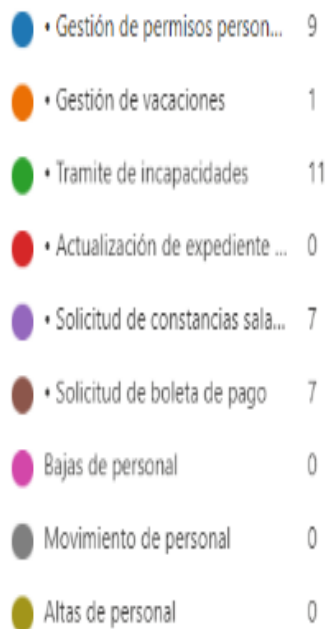 • Gestión de permisos person... 9
• Gestión de vacaciones 1
• Tramite de incapacidades 11
• Actualización de expediente ... 0
• Solicitud de constancias sala... 7
• Solicitud de boleta de pago 7
Bajas de personal 0
Movimiento de personal 0
Altas de personal 0